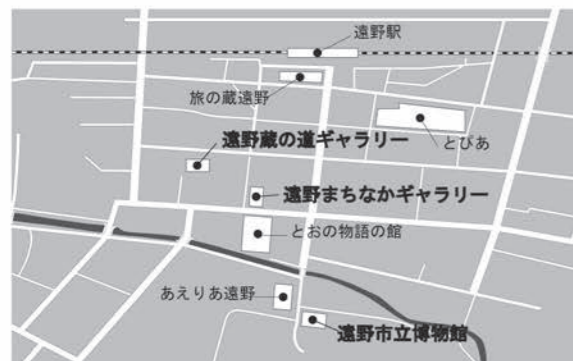 遠野駅
旅の蔵遠野
とぴあ
遠野蔵の道ギャラリー
遠野まちなかギャラリー
とおの物語の館
あえりあ遠野
遠野市立博物館